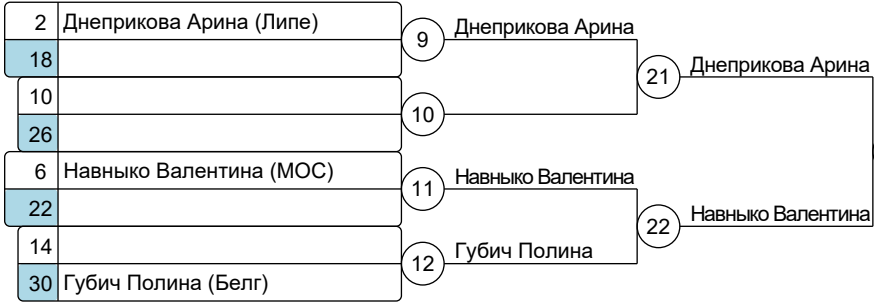 2 Днеприкова Арина (Липе)
9 Днеприкова Арина
18
21 Днеприкова Арина
10
10
26
6 Навныко Валентина (МОС)
11 Навныко Валентина
22
22 Навныко Валентина
14
12 Губич Полина
30 Губич Полина (Белг)